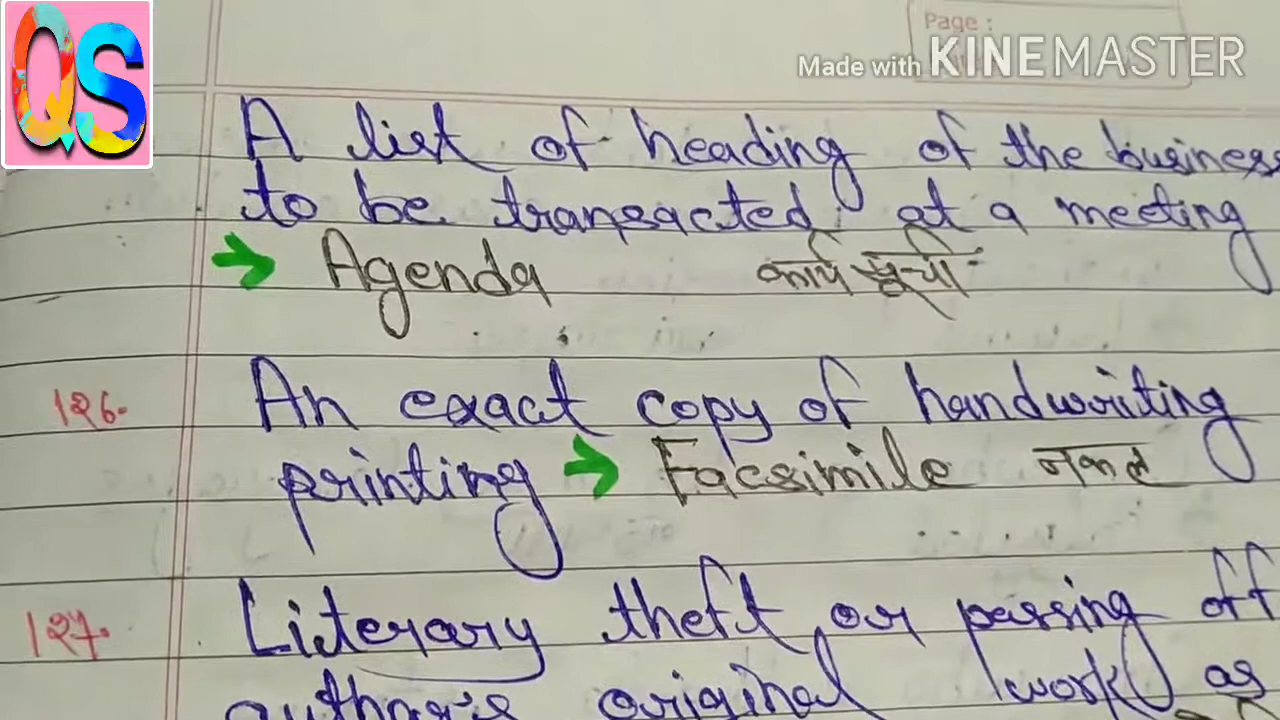 QS
Page :
Made with KINEMASTER
A list of heading of the business
to be transacted at a meeting
→ Agenda कार्य सूची
126. An exact copy of handwriting
printing → Facsimile नकल
127. Literary theft or passing off
author's original work as